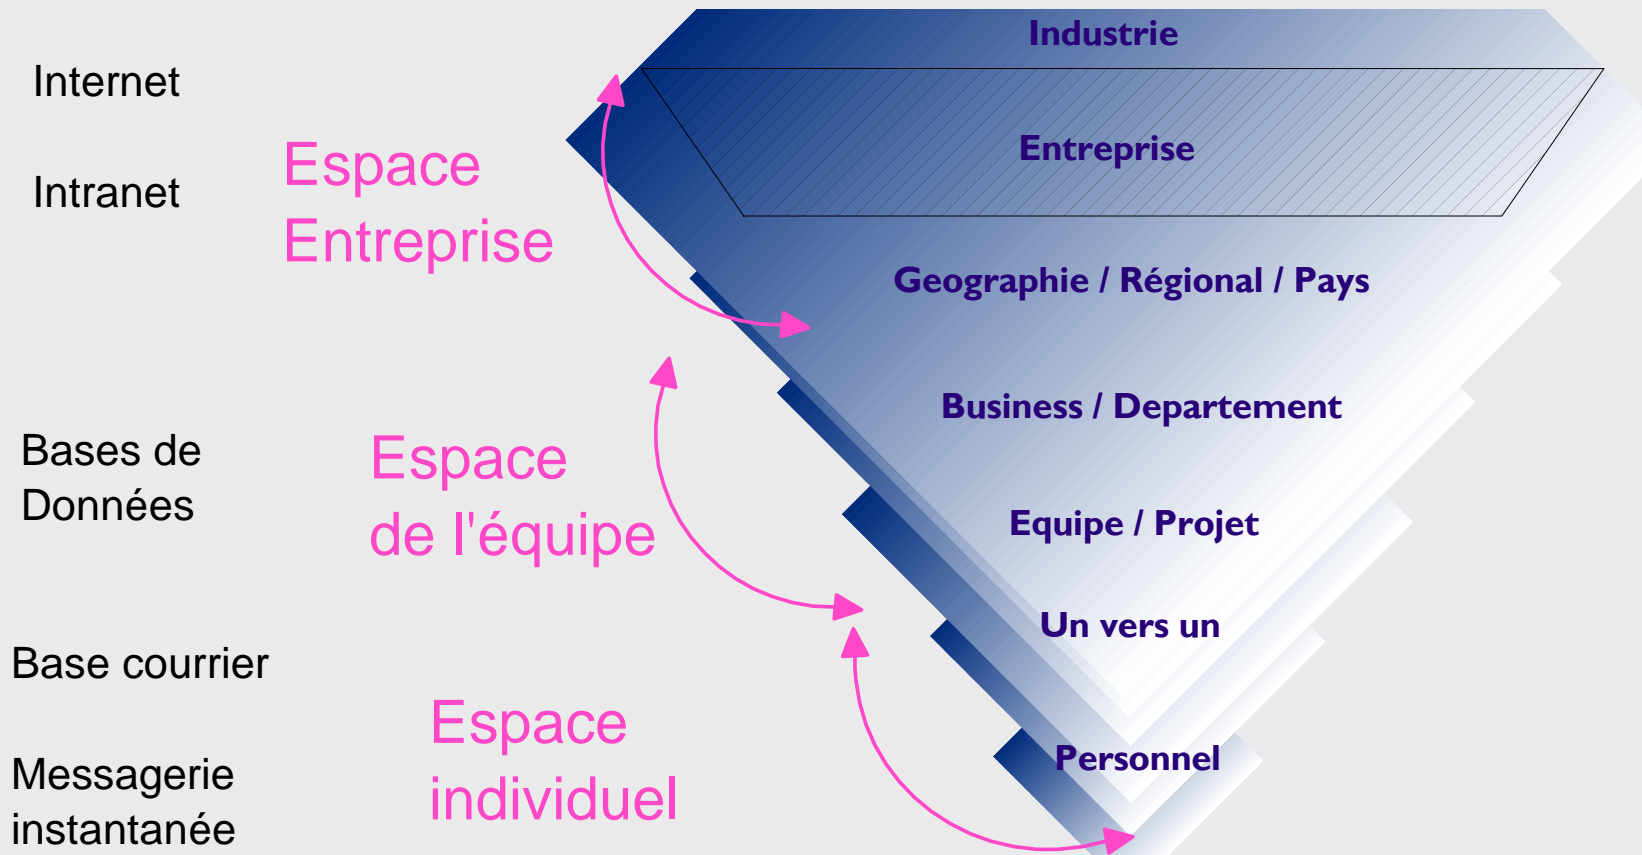 Industrie
Internet
Entreprise
Espace
Entreprise
Intranet
Geographie / Régional / Pays
Business / Departement
Bases de
Données
Espace
de l'équipe
Equipe / Projet
Un vers un
Base courrier
Espace
individuel
Personnel
Messagerie
instantanée